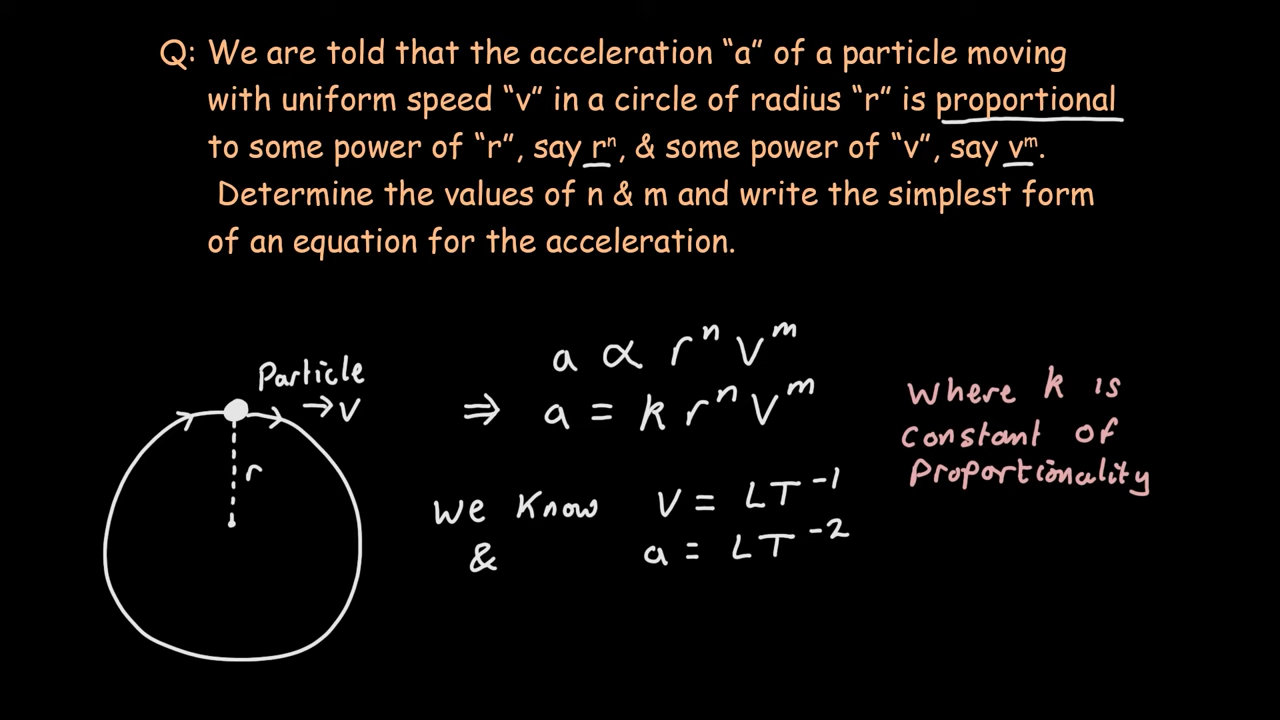 Q: We are told that the acceleration “a” of a particle moving
with uniform speed “v” in a circle of radius “r” is proportional
to some power of “r”, say rⁿ, & some power of “v”, say vᵐ.
Determine the values of n & m and write the simplest form
of an equation for the acceleration.
a ∝ rⁿ vᵐ
⇒ a = k rⁿ vᵐ
Where k is
constant of
Proportionality
Particle
→ v
r
We Know v = LT⁻¹
& a = LT⁻²